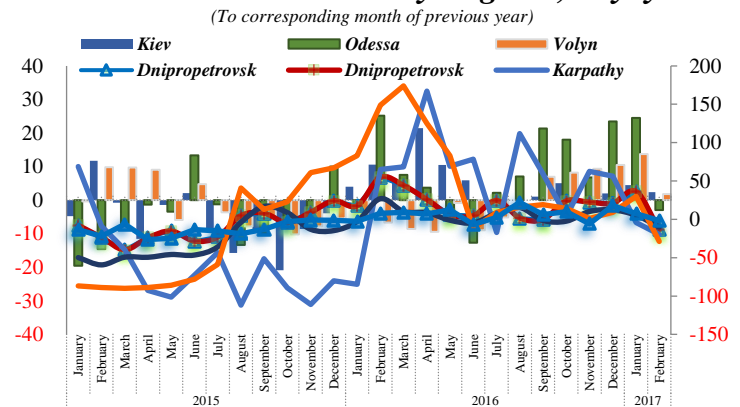 (To corresponding month of previous year)
Kiev Odessa Volyn
Dnipropetrovsk Dnipropetrovsk Karpathy
40 200
30 150
20 100
10 50
0 0
-10 -50
-20 -100
-30
-40 -150
January February March April May June July August September October November December January February March April May June July August September October November December January February
2015 2016 2017